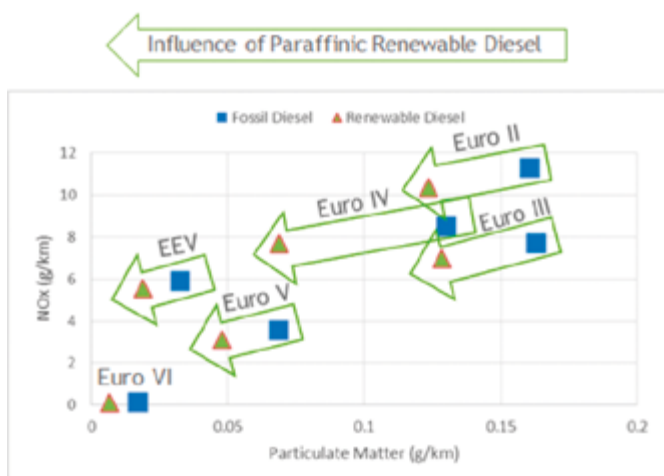 Influence of Paraffinic Renewable Diesel
Fossil Diesel Renewable Diesel
Euro II
12
10
Euro IV
Euro III
8
EEV
6
NOx (g/km)
Euro V
4
2
Euro VI
0
0 0.05 0.1 0.15 0.2
Particulate Matter (g/km)